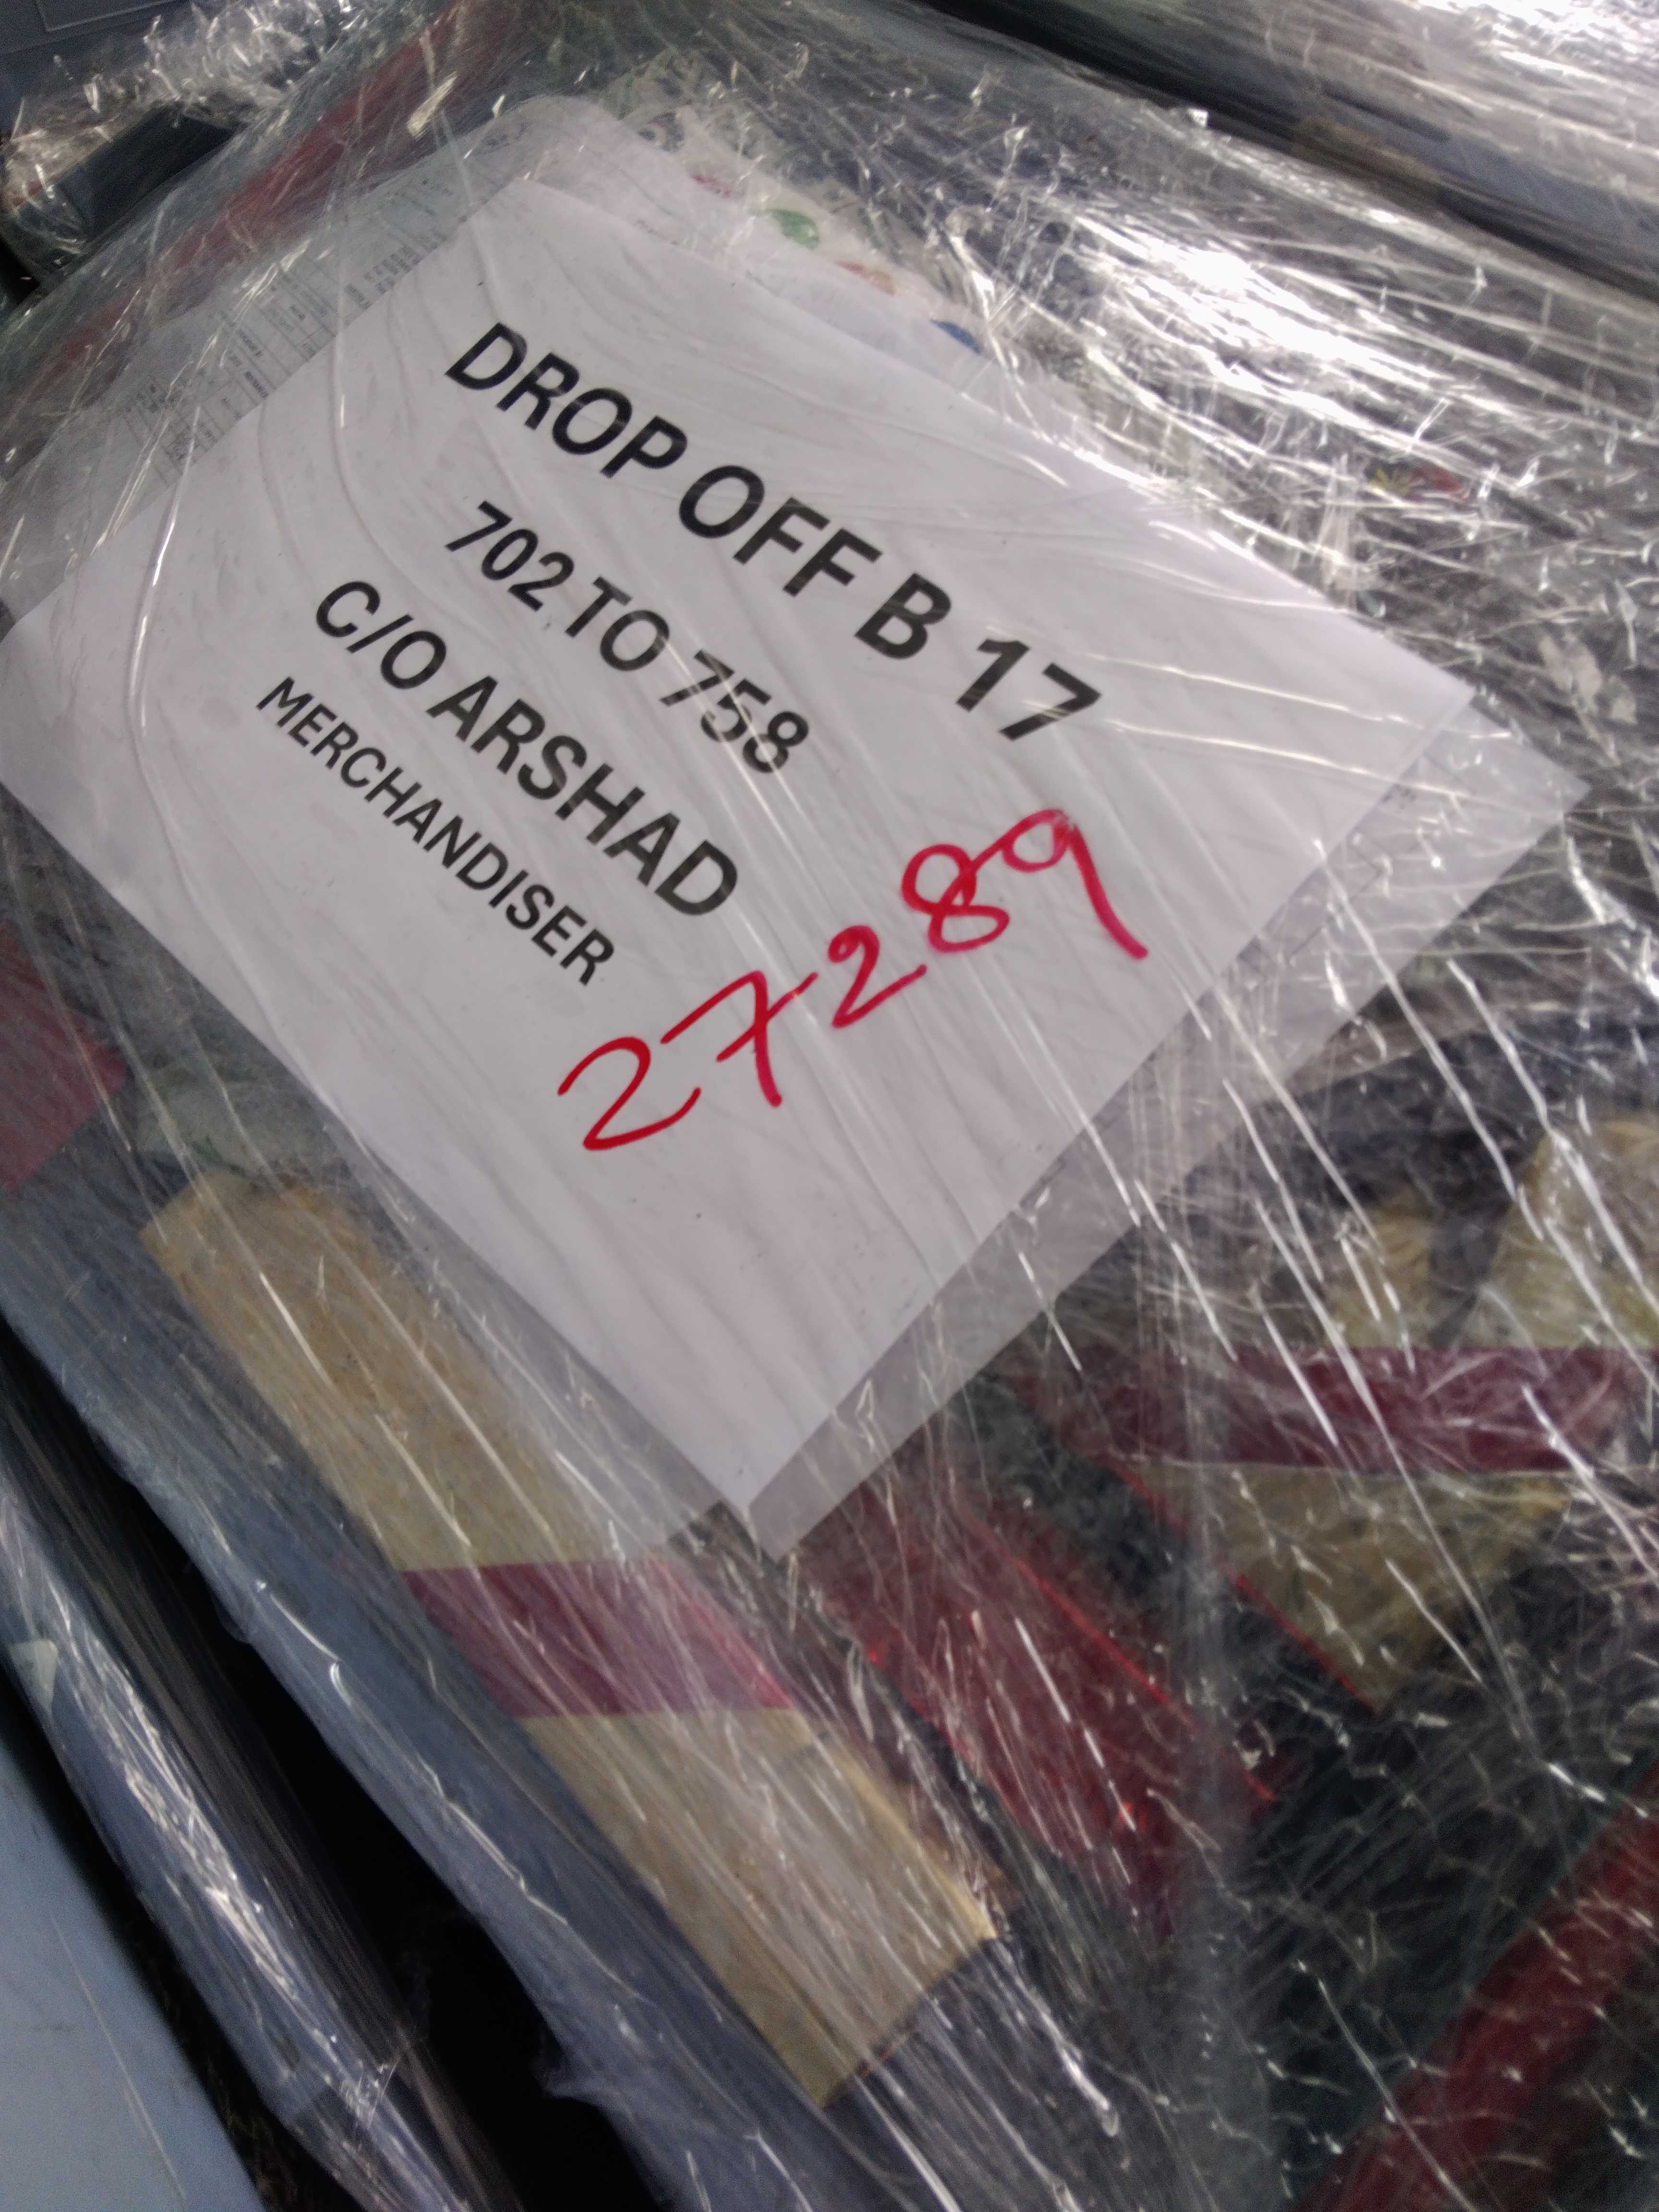 DROP OFF B 17
702 TO 758
C/O ARSHAD
MERCHANDISER
27289